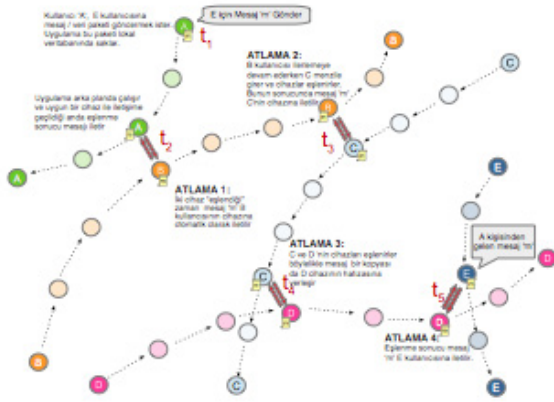 Kullanıcı 'A', E kullanıcısına
mesaj / veri paketi göndermek ister.
Uygulama bu paketi lokal
veritabanında saklar.
A
E için Mesaj 'm' Gönder
t1
Uygulama arka planda çalışır
ve uygun bir cihaz ile iletişime
geçildiği anda eşlenme
sonucu mesajı iletir
A
t2
A
B
ATLAMA 1:
İki cihaz "eşlendiği"
zaman mesaj 'm' B
kullanıcısının cihazına
otomatik olarak iletilir
B
ATLAMA 2:
B kullanıcısı ilerlemeye
devam ederken C menzile
girer ve cihazlar eşlenirler.
Bunun sonucunda mesaj 'm'
C'nin cihazına iletilir.
B
B
C
t3
C
ATLAMA 3:
C ve D 'nin cihazları eşlenirler
böylelikle mesaj bir kopyası
da D cihazının hafızasına
yerleşir
C
t4
D
C
D
E
A kişisinden
gelen mesaj 'm'
E
t5
D
D
ATLAMA 4:
Eşlenme sonucu mesaj
'm' E kullanıcısına iletilir.
E